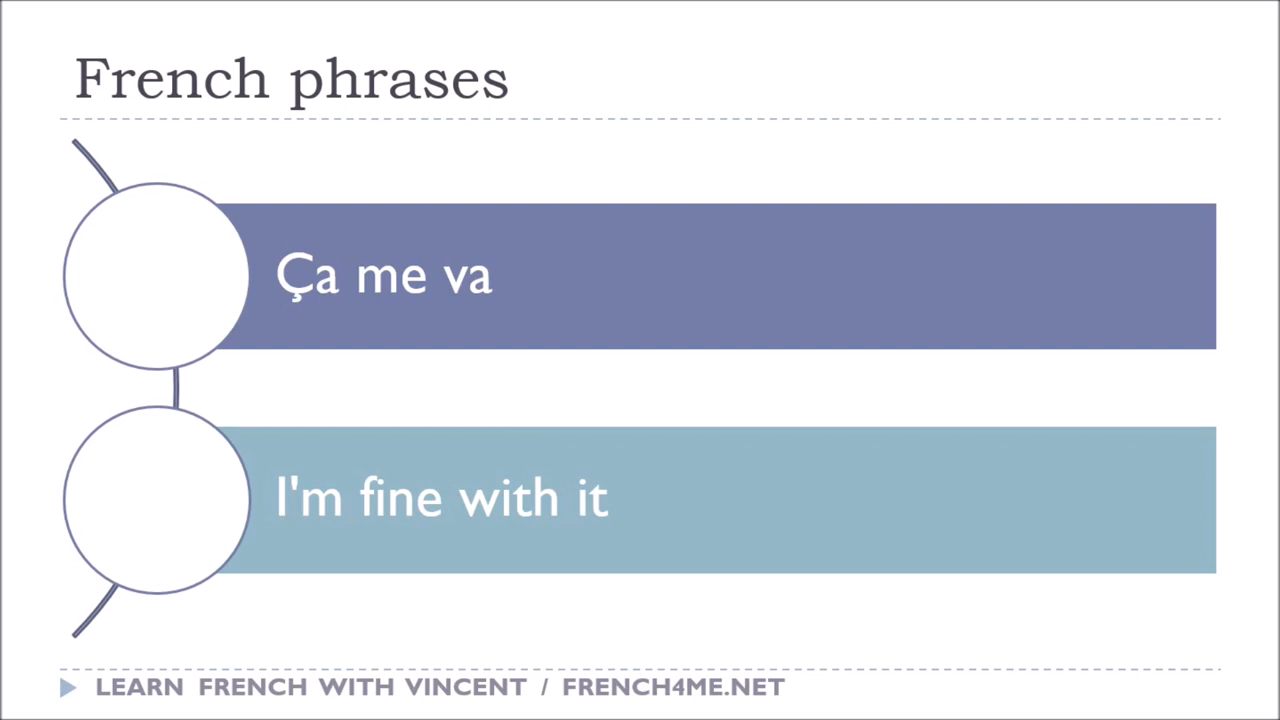 French phrases
Ça me va
I'm fine with it
LEARN FRENCH WITH VINCENT / FRENCH4ME.NET